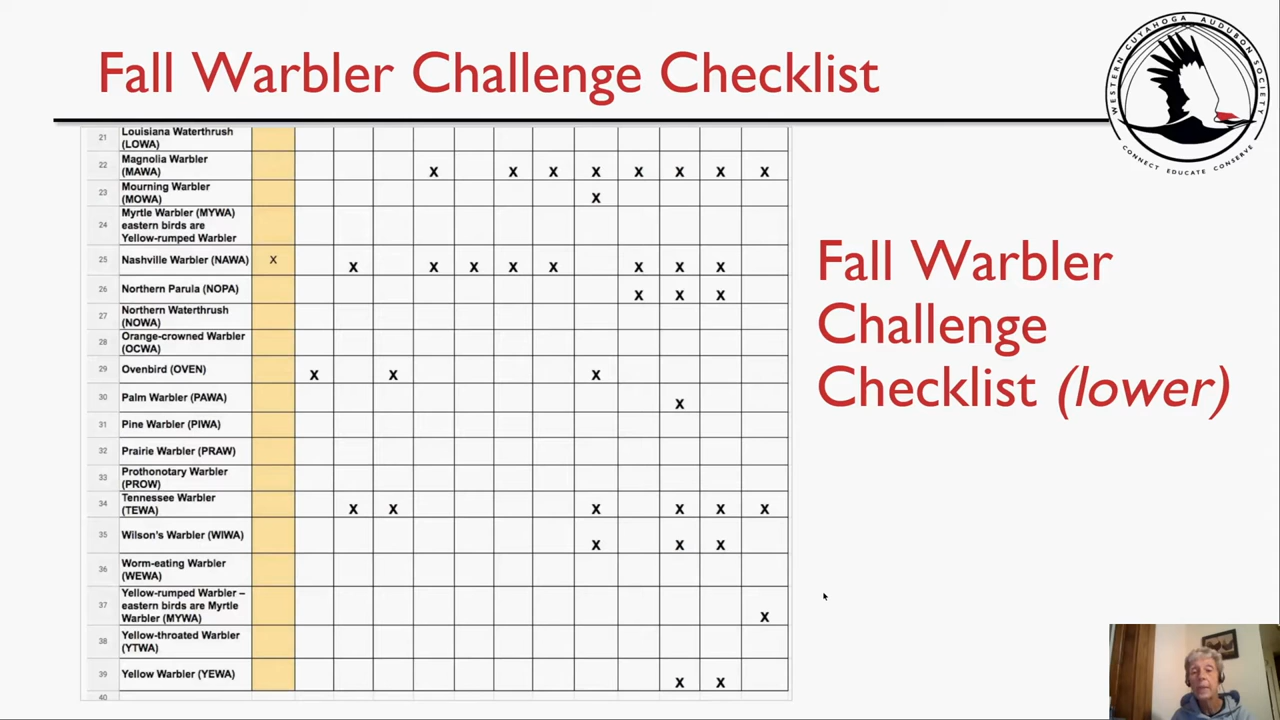 Fall Warbler Challenge Checklist
WESTERN CUYAHOGA AUDUBON SOCIETY
CONNECT EDUCATE CONSERVE
21 Louisiana Waterthrush
(LOWA)
22 Magnolia Warbler
(MAWA) X X X X X X X X
23 Mourning Warbler
(MOWA) X
Myrtle Warbler (MYWA)
24 eastern birds are
Yellow-rumped Warbler
25 Nashville Warbler (NAWA) X X X X X X X X X
26 Northern Parula (NOPA) X X X
27 Northern Waterthrush
(NOWA)
28 Orange-crowned Warbler
(OCWA)
29 Ovenbird (OVEN) X X X
30 Palm Warbler (PAWA) X
31 Pine Warbler (PIWA)
32 Prairie Warbler (PRAW)
33 Prothonotary Warbler
(PROW)
34 Tennessee Warbler
(TEWA) X X X X X X
35 Wilson's Warbler (WIWA) X X X
36 Worm-eating Warbler
(WEWA)
Yellow-rumped Warbler –
37 eastern birds are Myrtle
Warbler (MYWA) X
38 Yellow-throated Warbler
(YTWA)
39 Yellow Warbler (YEWA) X X
40
Fall Warbler
Challenge
Checklist (lower)